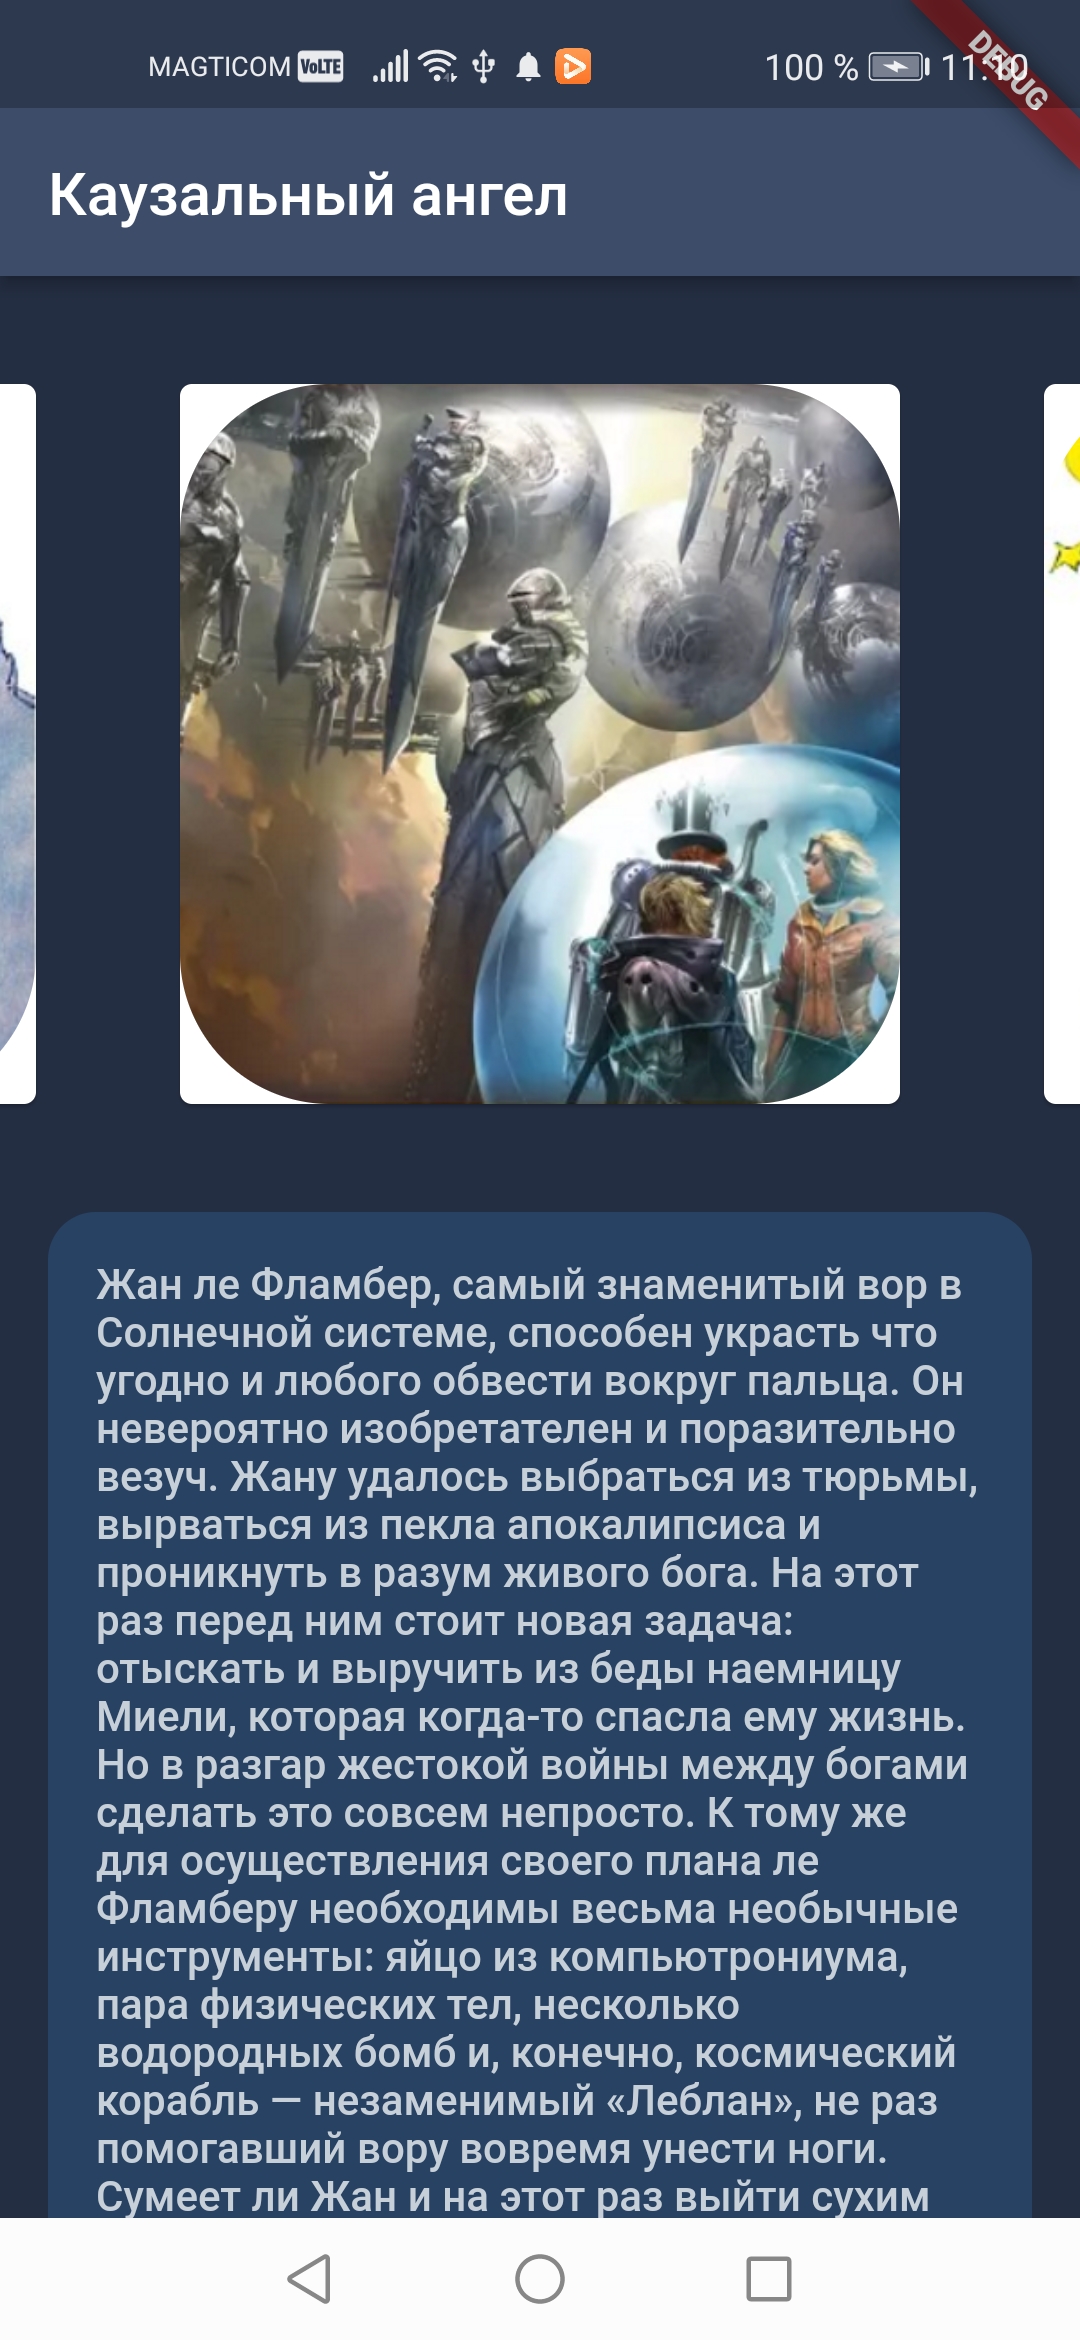 MAGTICOM VoLTE 100 % 11:10
DEBUG
Каузальный ангел
Жан ле Фламбер, самый знаменитый вор в
Солнечной системе, способен украсть что
угодно и любого обвести вокруг пальца. Он
невероятно изобретателен и поразительно
везуч. Жану удалось выбраться из тюрьмы,
вырваться из пекла апокалипсиса и
проникнуть в разум живого бога. На этот
раз перед ним стоит новая задача:
отыскать и выручить из беды наемницу
Миели, которая когда-то спасла ему жизнь.
Но в разгар жестокой войны между богами
сделать это совсем непросто. К тому же
для осуществления своего плана ле
Фламберу необходимы весьма необычные
инструменты: яйцо из компьютрониума,
пара физических тел, несколько
водородных бомб и, конечно, космический
корабль — незаменимый «Леблан», не раз
помогавший вору вовремя унести ноги.
Сумеет ли Жан и на этот раз выйти сухим